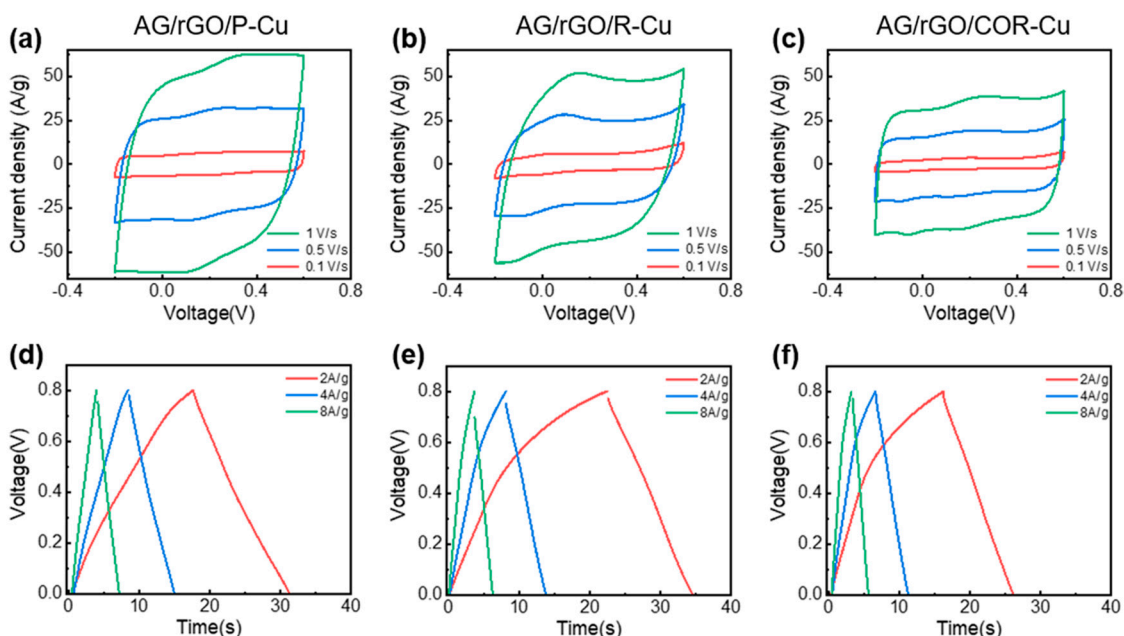 AG/rGO/P-Cu
AG/rGO/R-Cu
AG/rGO/COR-Cu
(a)
Current density (A/g)
50
25
0
-25
-50
1 V/s
0.5 V/s
0.1 V/s
-0.4
0.0
0.4
0.8
Voltage(V)
(b)
Current density (A/g)
50
25
0
-25
-50
1 V/s
0.5 V/s
0.1 V/s
-0.4
0.0
0.4
0.8
Voltage(V)
(c)
Current density (A/g)
50
25
0
-25
-50
1 V/s
0.5 V/s
0.1 V/s
-0.4
0.0
0.4
0.8
Voltage(V)
(d)
Voltage(V)
0.8
0.6
0.4
0.2
0.0
2A/g
4A/g
8A/g
0
10
20
30
40
Time(s)
(e)
Voltage(V)
0.8
0.6
0.4
0.2
0.0
2A/g
4A/g
8A/g
0
10
20
30
40
Time(s)
(f)
Voltage(V)
0.8
0.6
0.4
0.2
0.0
2A/g
4A/g
8A/g
0
10
20
30
40
Time(s)